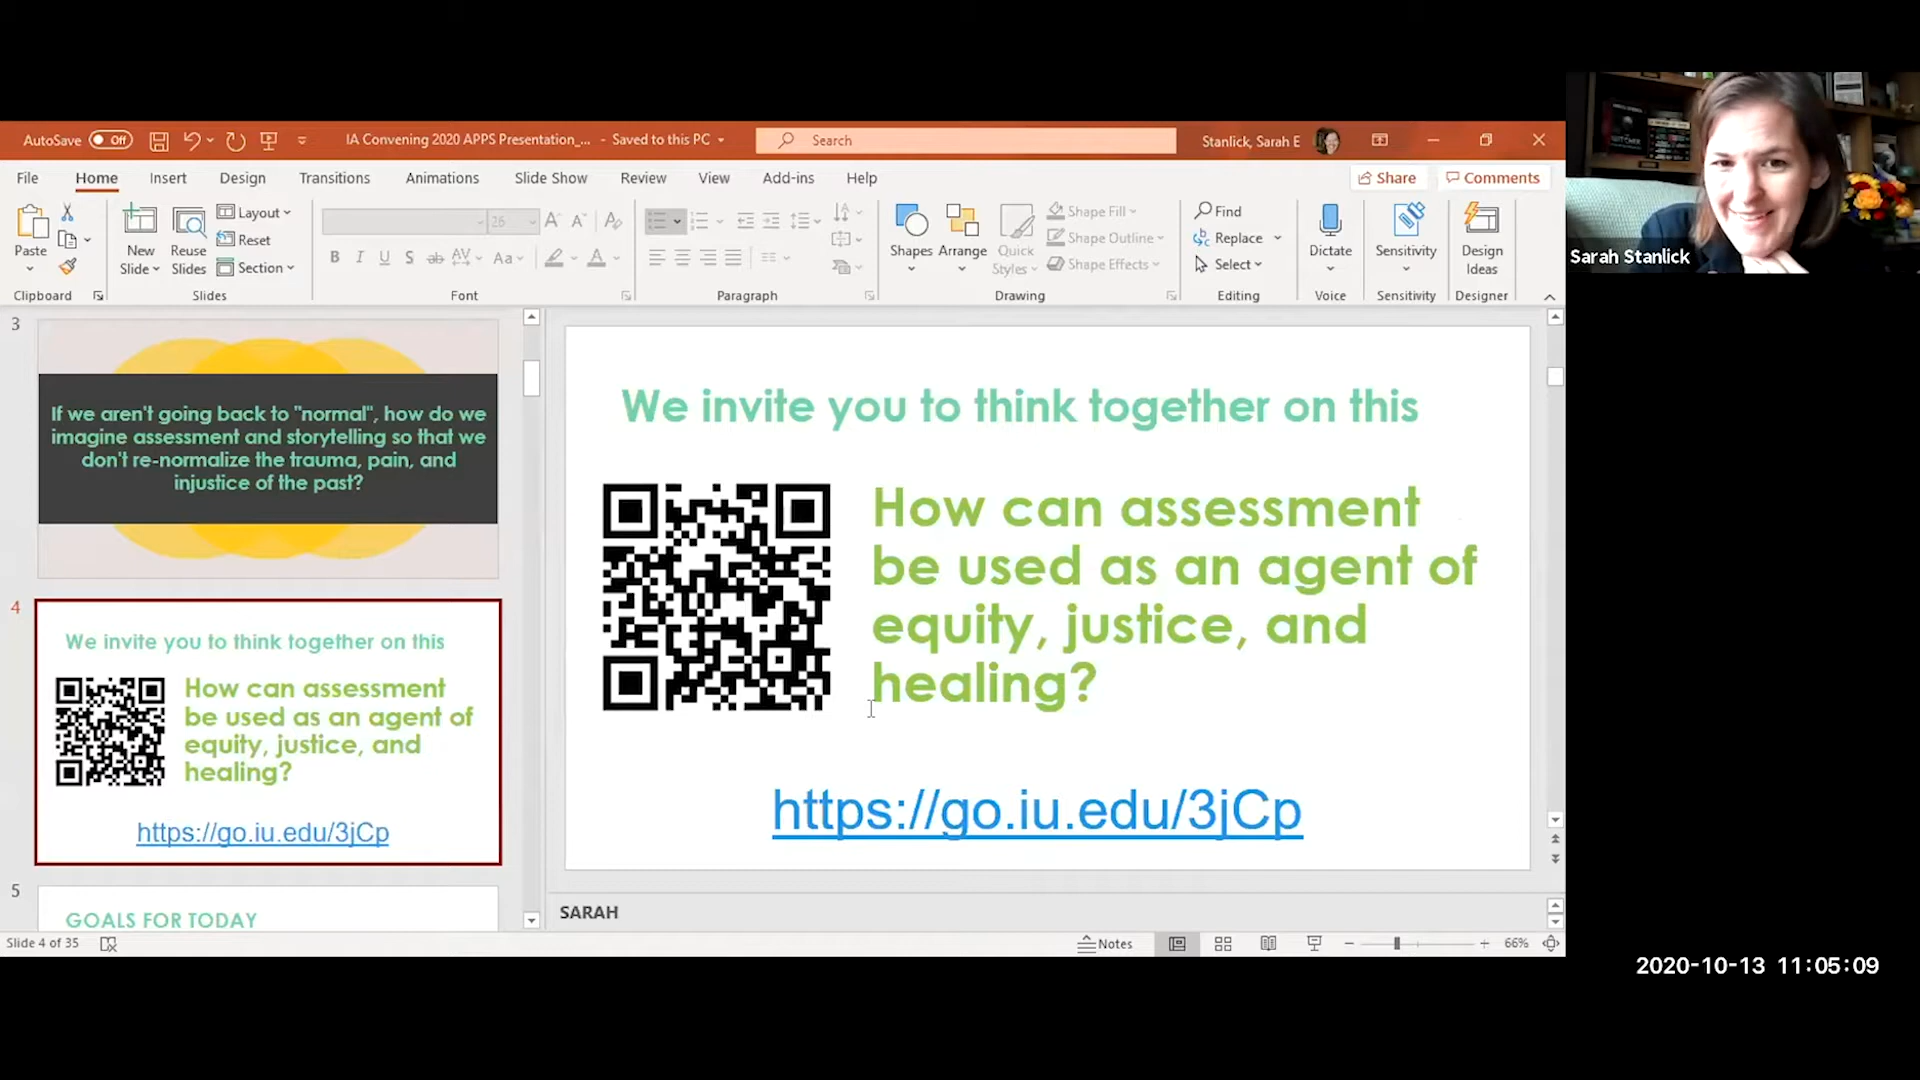 AutoSave Off
IA Convening 2020 APPS Presentation_... - Saved to this PC
Search
Stanlick, Sarah E
File Home Insert Design Transitions Animations Slide Show Review View Add-ins Help
Share Comments
Paste
Clipboard
New Slide
Reuse Slides
Layout
Reset
Section
Slides
26
B I U S ab AV Aa
A
Font
Paragraph
Shapes
Arrange
Quick Styles
Shape Fill
Shape Outline
Shape Effects
Drawing
Find
Replace
Select
Editing
Dictate
Voice
Sensitivity
Sensitivity
Design Ideas
Designer
Sarah Stanlick
3
If we aren't going back to "normal", how do we
imagine assessment and storytelling so that we
don't re-normalize the trauma, pain, and
injustice of the past?
4
We invite you to think together on this
How can assessment
be used as an agent of
equity, justice, and
healing?
https://go.iu.edu/3jCp
5
GOALS FOR TODAY
We invite you to think together on this
How can assessment
be used as an agent of
equity, justice, and
healing?
https://go.iu.edu/3jCp
SARAH
Slide 4 of 35
Notes
66%
2020-10-13 11:05:09